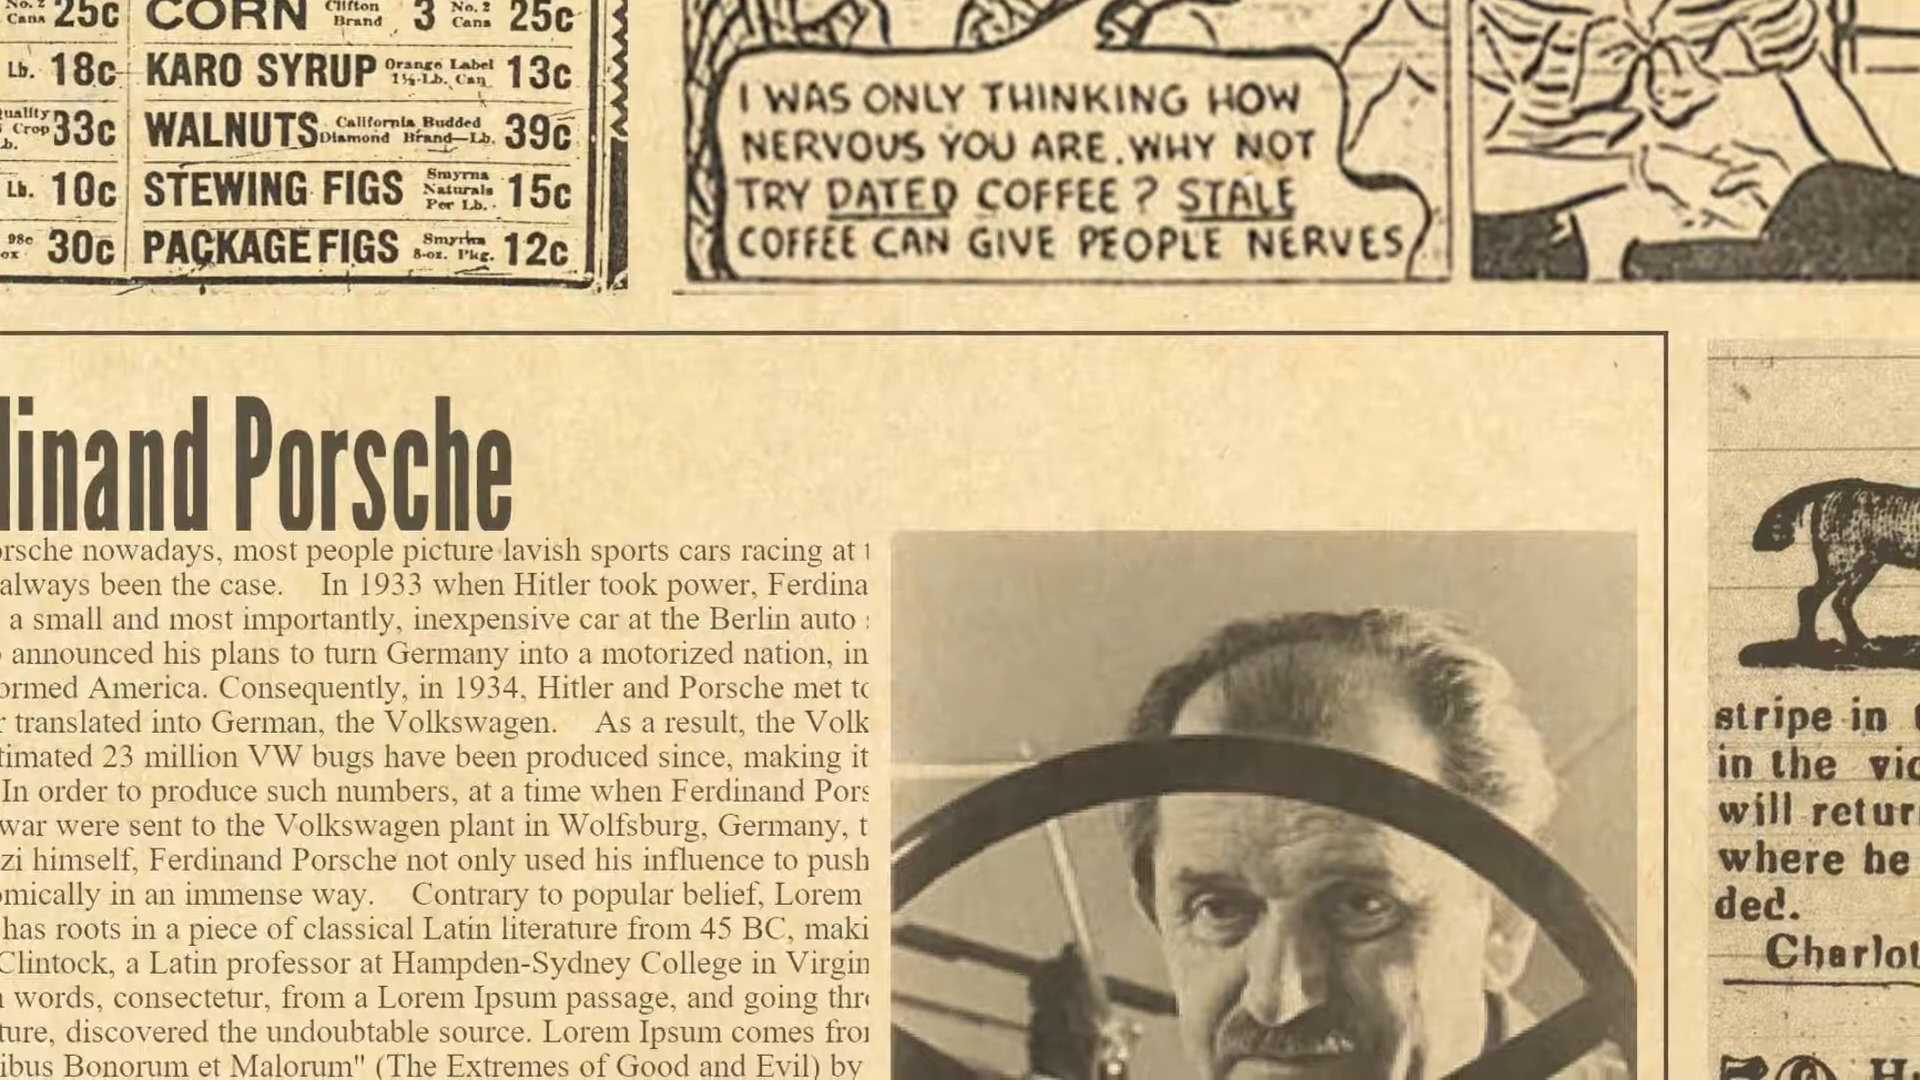 No. 2 Cans 25c CORN Clifton Brand 3 No. 2 Cans 25c
Lb. 18c KARO SYRUP Orange Label 1½-Lb. Can 13c
Crop 33c WALNUTS California Budded Diamond Brand—Lb. 39c
Lb. 10c STEWING FIGS Smyrna Naturals Per Lb. 15c
98c 30c PACKAGE FIGS Smyrna 8-oz. Pkg. 12c
I WAS ONLY THINKING HOW
NERVOUS YOU ARE. WHY NOT
TRY DATED COFFEE? STALE
COFFEE CAN GIVE PEOPLE NERVES
dinand Porsche
orsche nowadays, most people picture lavish sports cars racing at
always been the case. In 1933 when Hitler took power, Ferdina
a small and most importantly, inexpensive car at the Berlin auto
announced his plans to turn Germany into a motorized nation, in
ormed America. Consequently, in 1934, Hitler and Porsche met to
translated into German, the Volkswagen. As a result, the Volk
timated 23 million VW bugs have been produced since, making it
In order to produce such numbers, at a time when Ferdinand Pors
war were sent to the Volkswagen plant in Wolfsburg, Germany, t
zi himself, Ferdinand Porsche not only used his influence to push
omically in an immense way. Contrary to popular belief, Lorem
has roots in a piece of classical Latin literature from 45 BC, maki
Clintock, a Latin professor at Hampden-Sydney College in Virgin
words, consectetur, from a Lorem Ipsum passage, and going thr
ture, discovered the undoubtable source. Lorem Ipsum comes fro
ibus Bonorum et Malorum" (The Extremes of Good and Evil) by
stripe in
in the vic
will retur
where he
ded.
Charlot